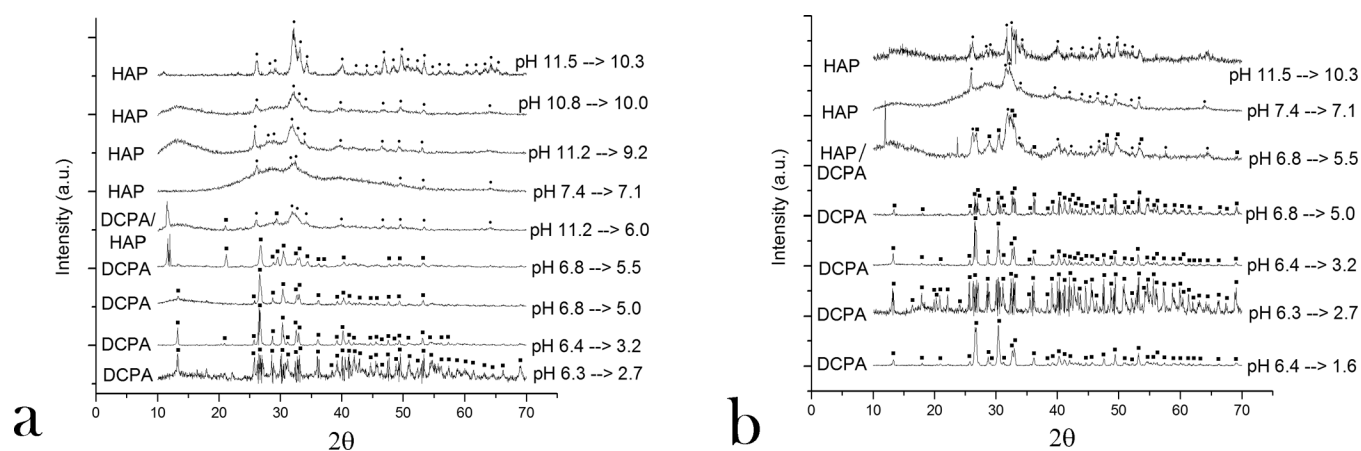 HAP
pH 11.5 --> 10.3
HAP
pH 10.8 --> 10.0
HAP
pH 11.2 --> 9.2
HAP
pH 7.4 --> 7.1
DCPA/
HAP
pH 11.2 --> 6.0
DCPA
pH 6.8 --> 5.5
DCPA
pH 6.8 --> 5.0
DCPA
pH 6.4 --> 3.2
DCPA
pH 6.3 --> 2.7
Intensity (a.u.)
0 10 20 30 40 50 60 70
2θ
a
HAP
pH 11.5 --> 10.3
HAP
pH 7.4 --> 7.1
HAP/
DCPA
pH 6.8 --> 5.5
DCPA
pH 6.8 --> 5.0
DCPA
pH 6.4 --> 3.2
DCPA
pH 6.3 --> 2.7
DCPA
pH 6.4 --> 1.6
Intensity (a.u.)
0 10 20 30 40 50 60 70
2θ
b